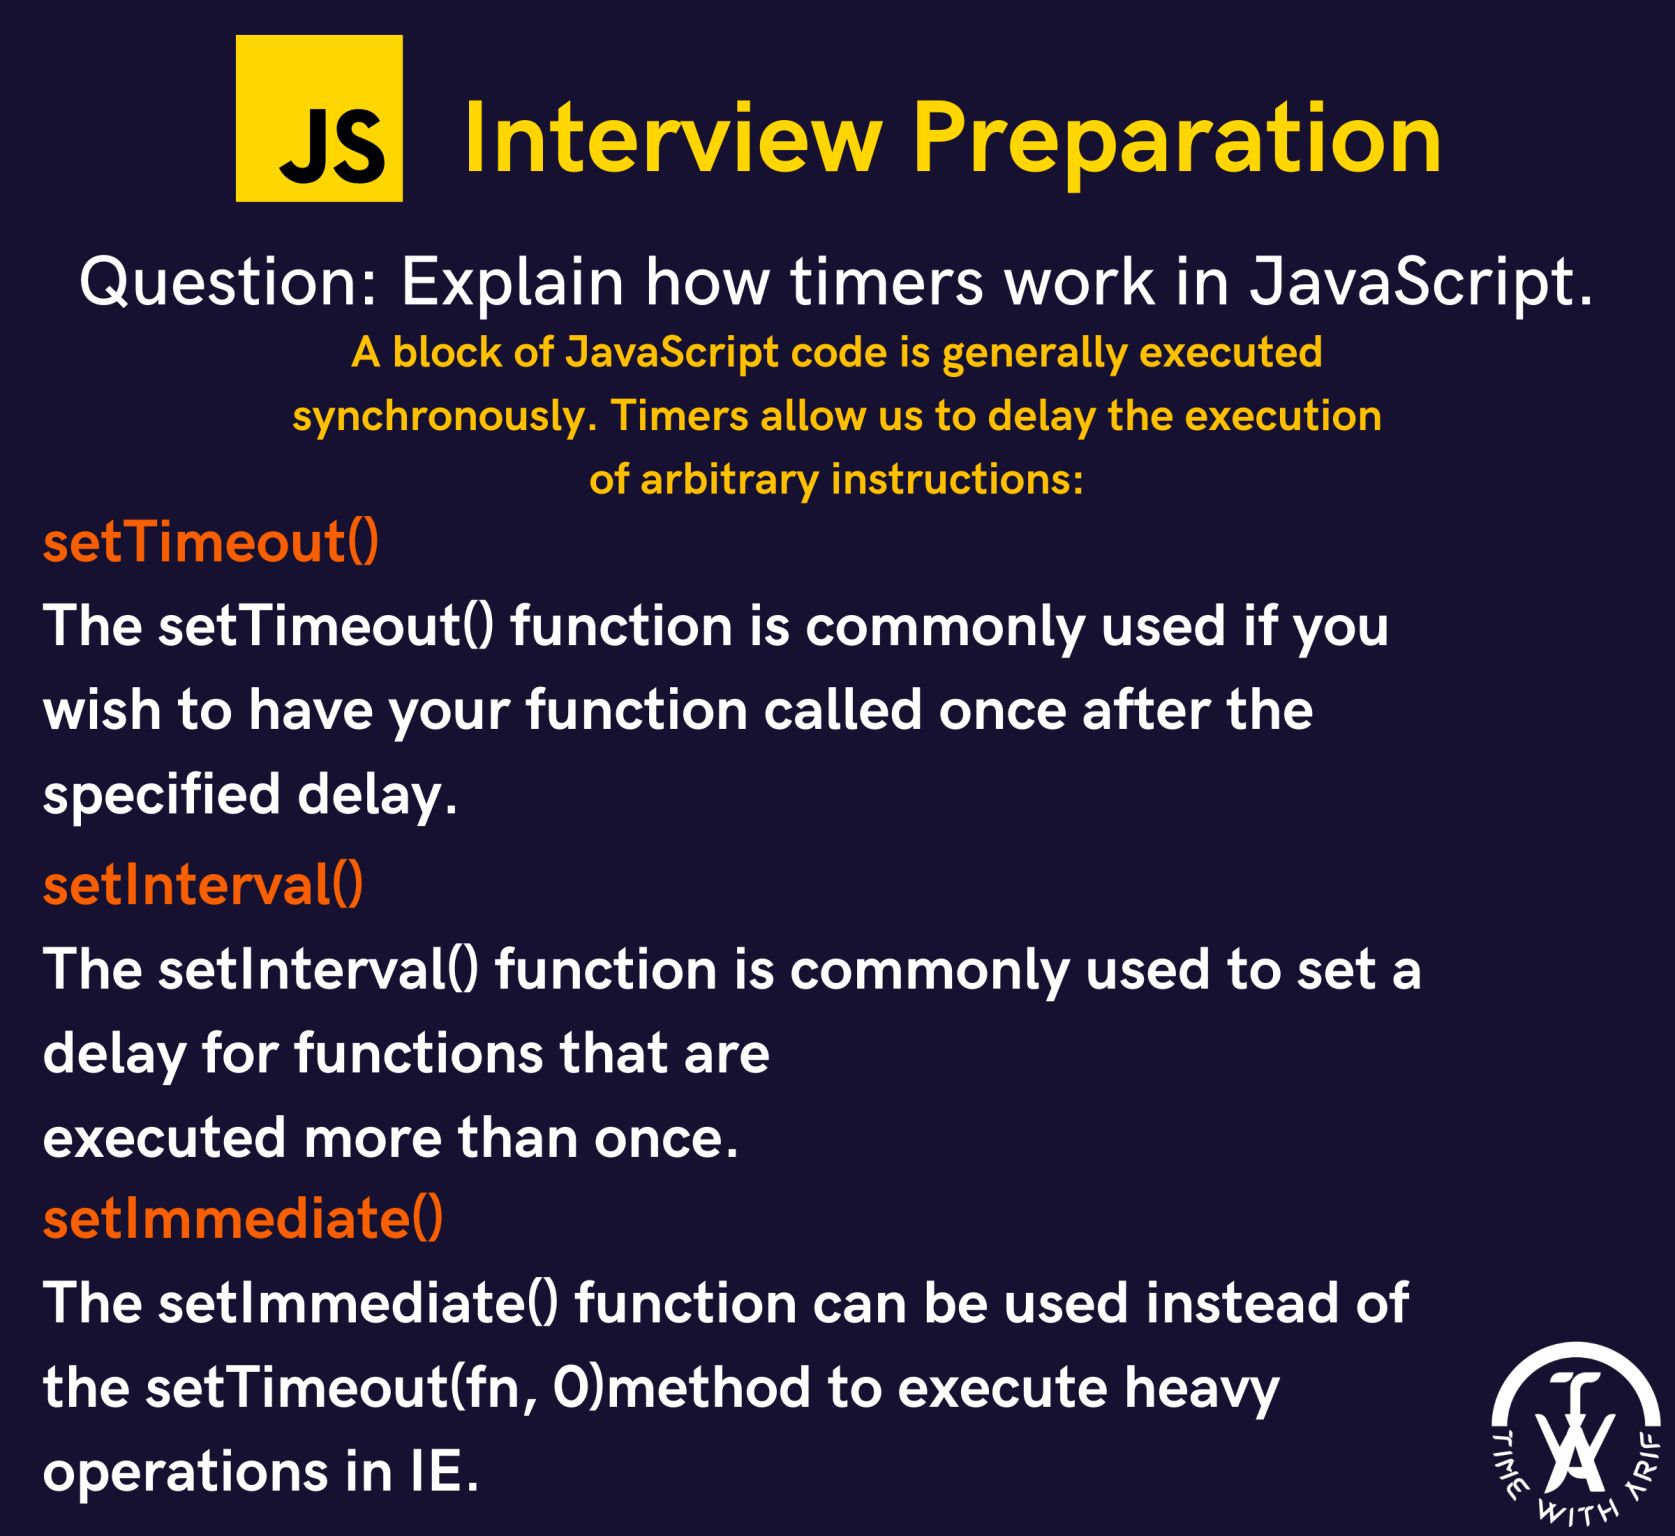 JS
Interview Preparation
Question: Explain how timers work in JavaScript.
A block of JavaScript code is generally executed
synchronously. Timers allow us to delay the execution
of arbitrary instructions:
setTimeout()
The setTimeout() function is commonly used if you
wish to have your function called once after the
specified delay.
setInterval()
The setInterval() function is commonly used to set a
delay for functions that are
executed more than once.
setImmediate()
The setImmediate() function can be used instead of
the setTimeout(fn, 0)method to execute heavy
operations in IE.
TWA
TIME WITH ARIF